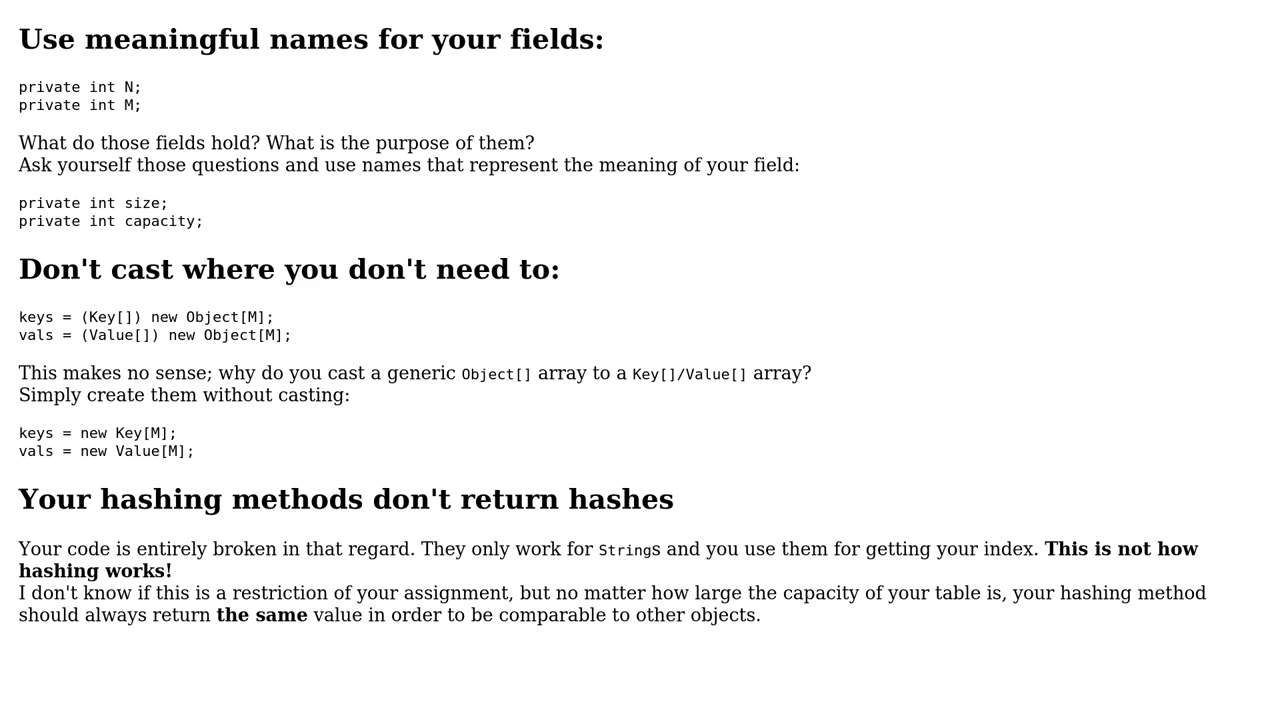 Use meaningful names for your fields:
private int N;
private int M;
What do those fields hold? What is the purpose of them?
Ask yourself those questions and use names that represent the meaning of your field:
private int size;
private int capacity;
Don't cast where you don't need to:
keys = (Key[]) new Object[M];
vals = (Value[]) new Object[M];
This makes no sense; why do you cast a generic Object[] array to a Key[]/Value[] array?
Simply create them without casting:
keys = new Key[M];
vals = new Value[M];
Your hashing methods don't return hashes
Your code is entirely broken in that regard. They only work for Strings and you use them for getting your index. This is not how
hashing works!
I don't know if this is a restriction of your assignment, but no matter how large the capacity of your table is, your hashing method
should always return the same value in order to be comparable to other objects.